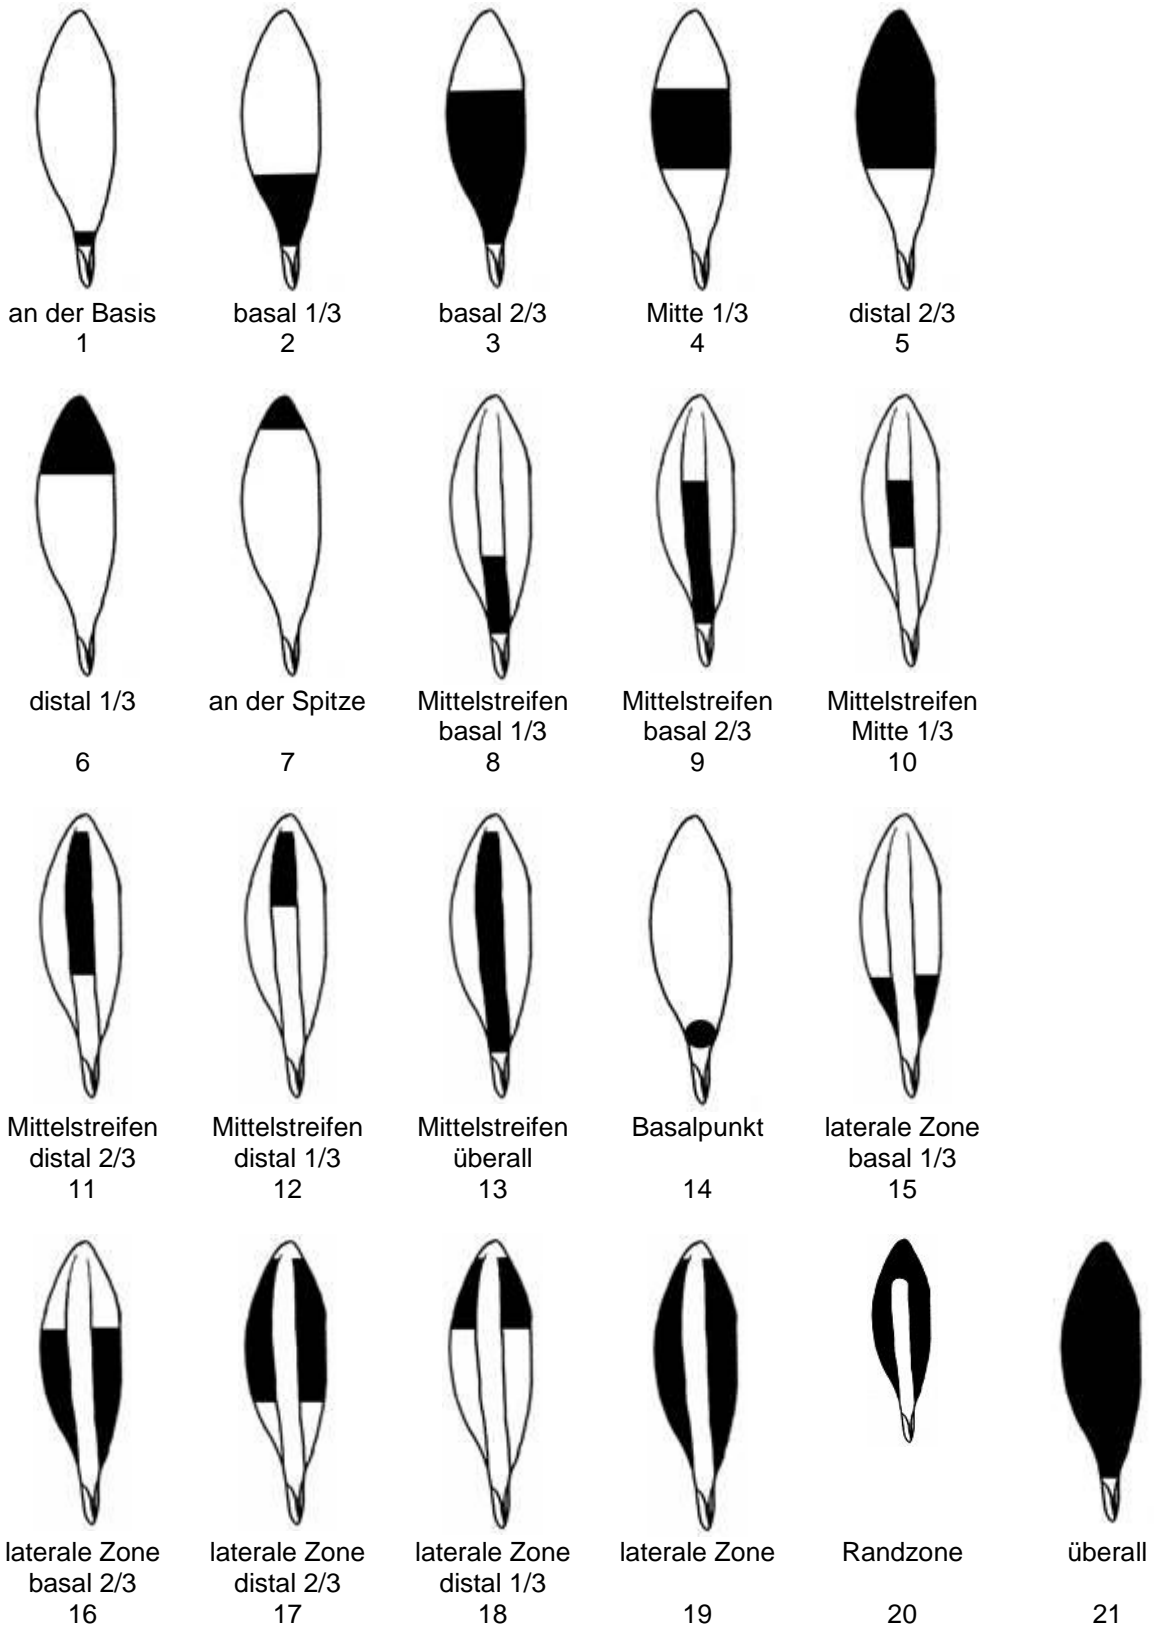 an der Basis basal 1/3 basal 2/3 Mitte 1/3 distal 2/3
1 2 3 4 5
distal 1/3 an der Spitze Mittelstreifen Mittelstreifen Mittelstreifen
basal 1/3 basal 2/3 Mitte 1/3
6 7 8 9 10
Mittelstreifen Mittelstreifen Mittelstreifen Basalpunkt laterale Zone
distal 2/3 distal 1/3 überall basal 1/3
11 12 13 14 15
laterale Zone laterale Zone laterale Zone laterale Zone Randzone überall
basal 2/3 distal 2/3 distal 1/3
16 17 18 19 20 21